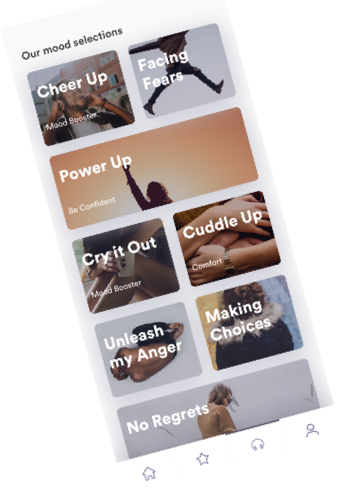 Our mood selections
Cheer Up
Mood Booster
Facing
Fears
Power Up
Be Confident
Cry it Out
Mood Booster
Cuddle Up
Comfort
Unleash
my Anger
Making
Choices
No Regrets